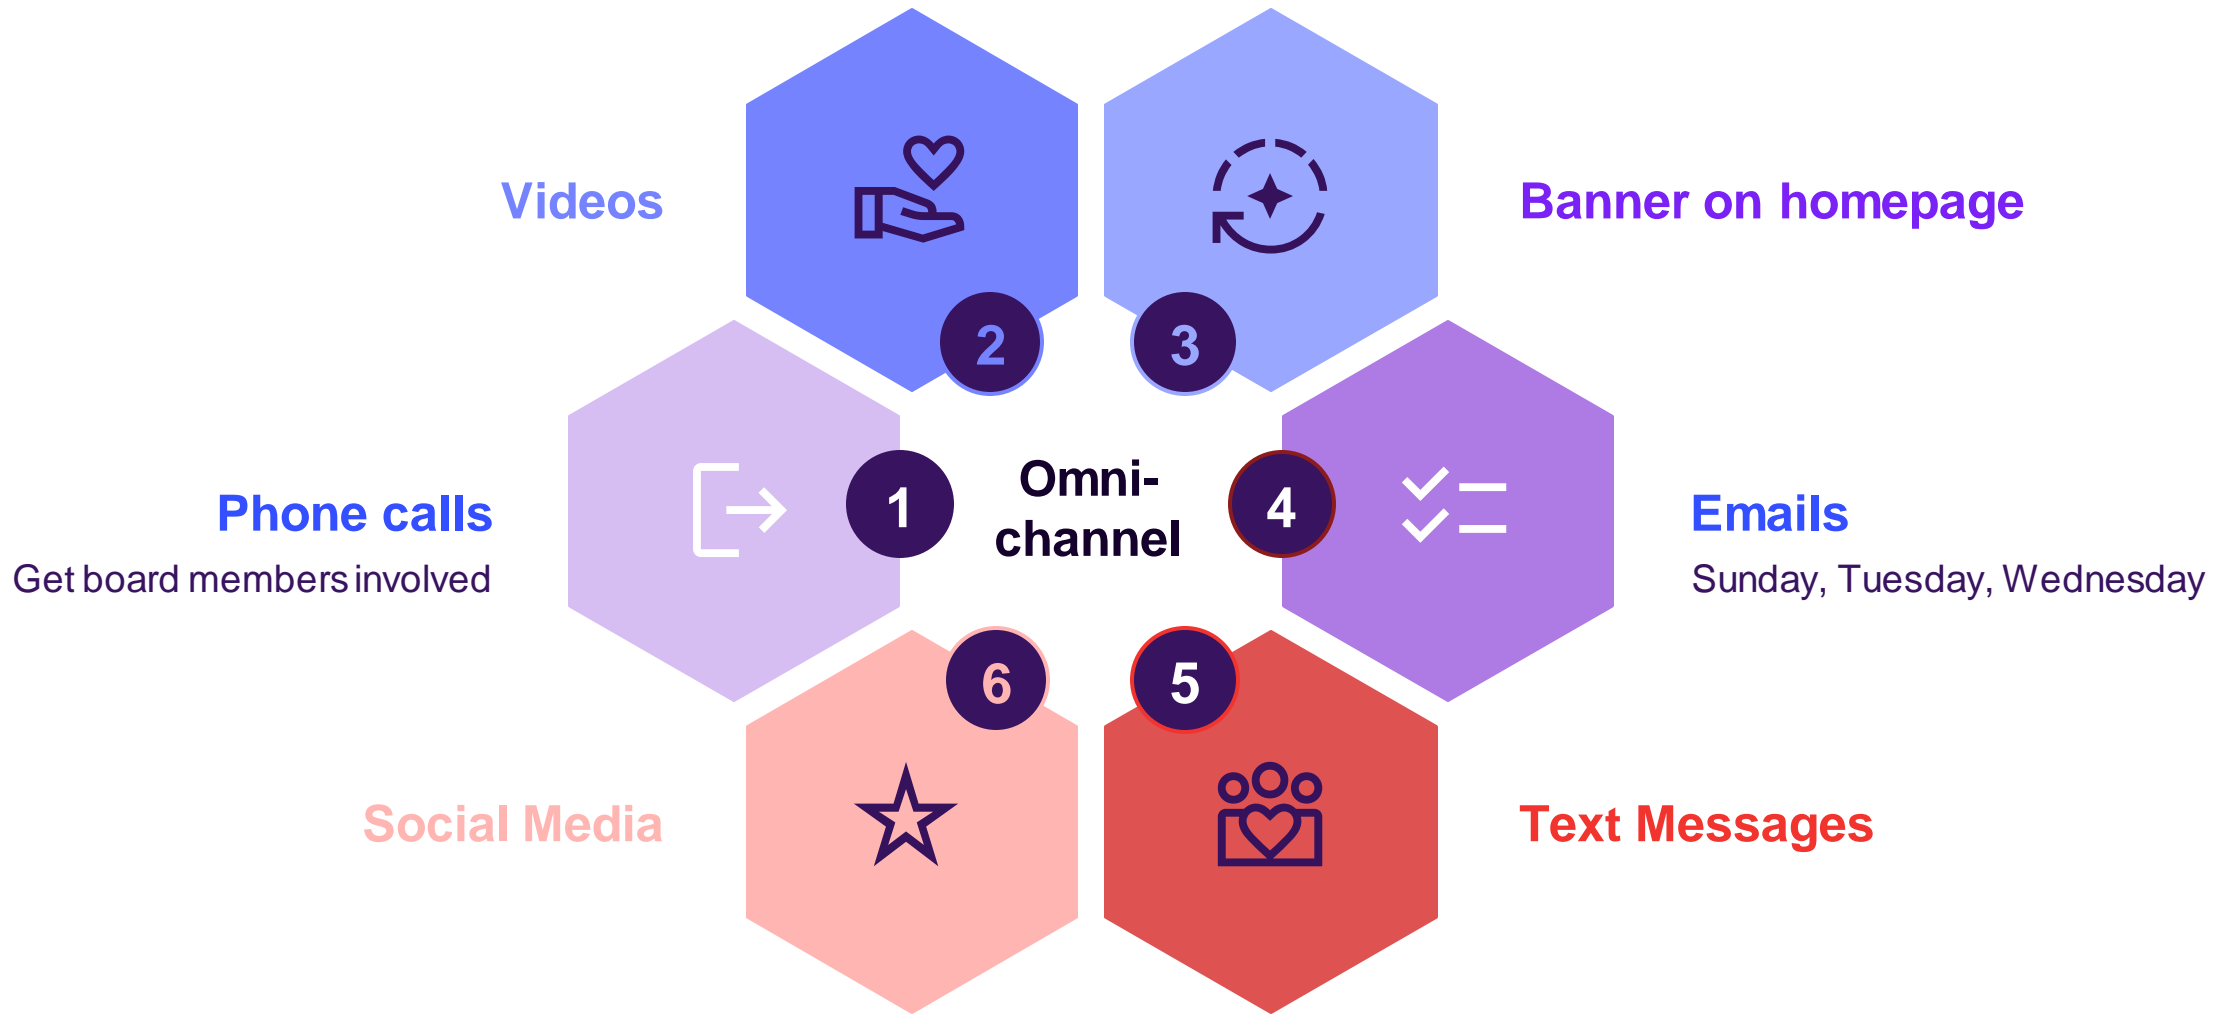 Videos
2
3
Banner on homepage
Phone calls
Get board members involved
1
Omni-
channel
4
Emails
Sunday, Tuesday, Wednesday
6
5
Social Media
Text Messages